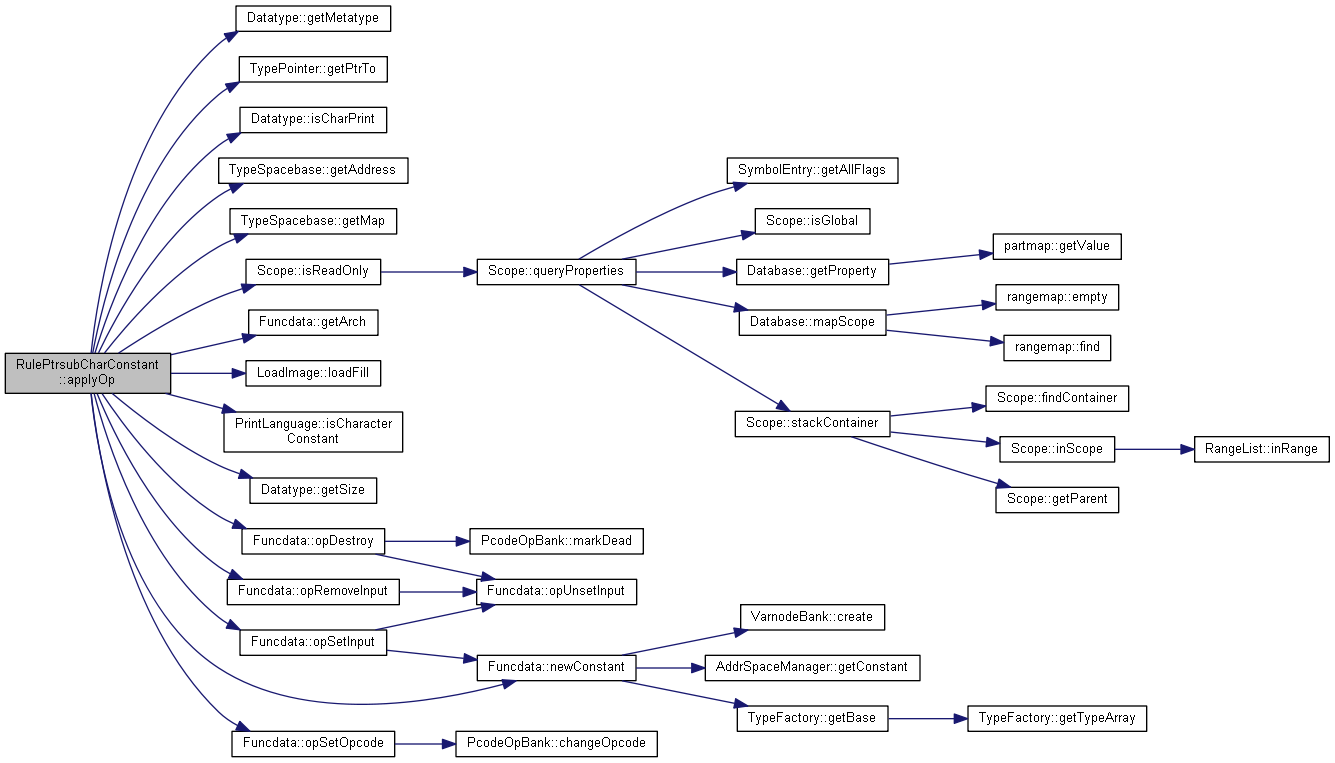 Datatype::getMetatype
TypePointer::getPtrTo
Datatype::isCharPrint
TypeSpacebase::getAddress
TypeSpacebase::getMap
Scope::isReadOnly
Funcdata::getArch
RulePtrsubCharConstant
::applyOp
LoadImage::loadFill
PrintLanguage::isCharacter
Constant
Datatype::getSize
Funcdata::opDestroy
Funcdata::opRemoveInput
Funcdata::opSetInput
Funcdata::opSetOpcode
Scope::queryProperties
PcodeOpBank::markDead
Funcdata::opUnsetInput
Funcdata::newConstant
PcodeOpBank::changeOpcode
SymbolEntry::getAllFlags
Scope::isGlobal
Database::getProperty
Database::mapScope
Scope::stackContainer
VarnodeBank::create
AddrSpaceManager::getConstant
TypeFactory::getBase
partmap::getValue
rangemap::empty
rangemap::find
Scope::findContainer
Scope::inScope
Scope::getParent
TypeFactory::getTypeArray
RangeList::inRange